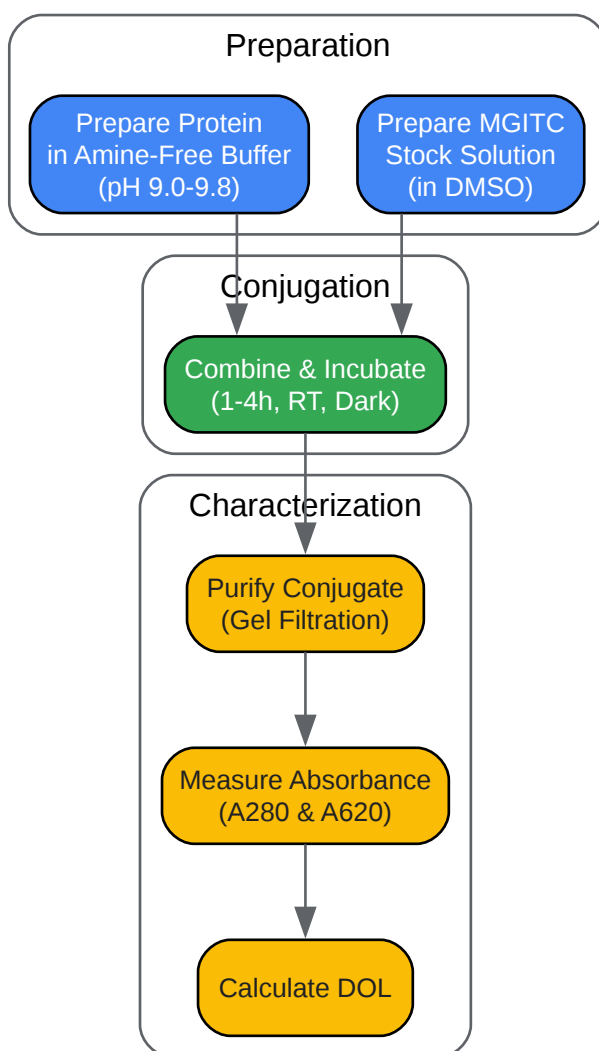 Preparation
Prepare Protein
in Amine-Free Buffer
(pH 9.0-9.8)
Prepare MGITC
Stock Solution
(in DMSO)
Conjugation
Combine & Incubate
(1-4h, RT, Dark)
Characterization
Purify Conjugate
(Gel Filtration)
Measure Absorbance
(A280 & A620)
Calculate DOL